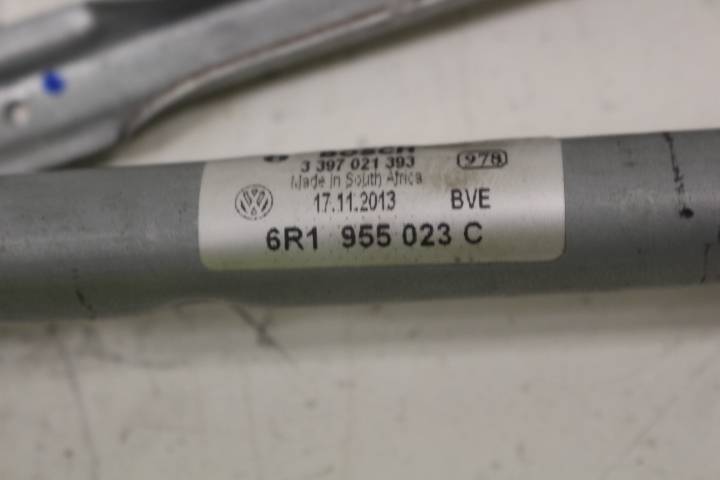 BOSCH
3 397 021 393 978
Made in South Africa
17.11.2013 BVE
6R1 955 023 C